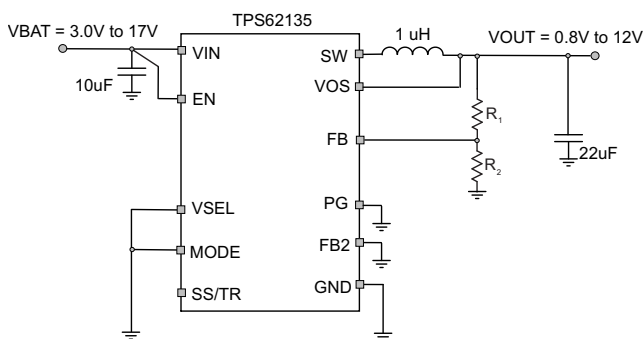 TPS62135
VBAT = 3.0V to 17V
VIN
10uF
EN
VSEL
MODE
SS/TR
SW
1 uH
VOUT = 0.8V to 12V
VOS
R1
FB
R2
22uF
PG
FB2
GND